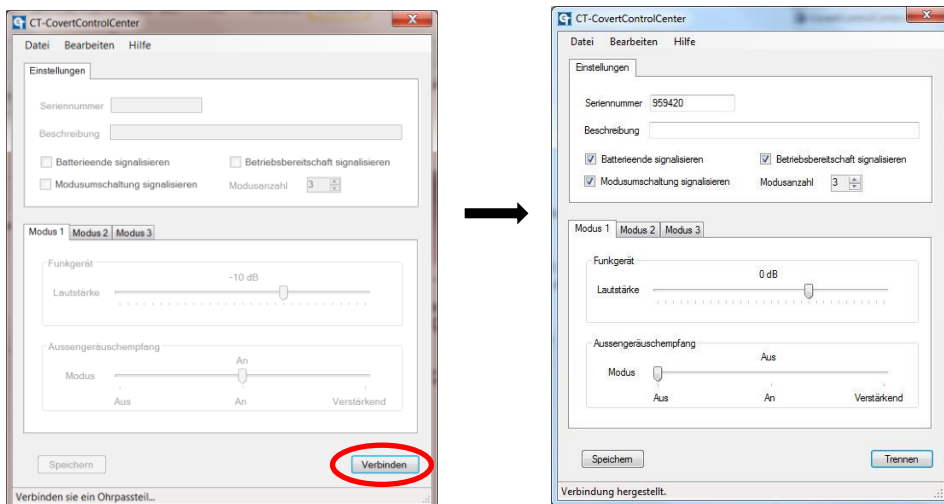 CT-CovertControlCenter
Datei Bearbeiten Hilfe
Einstellungen
Seriennummer
Beschreibung
Batterieende signalisieren Betriebsbereitschaft signalisieren
Modusumschaltung signalisieren Modusanzahl 3
Modus 1 Modus 2 Modus 3
Funkgerät
-10 dB
Lautstärke
Aussengeräuschempfang
An
Modus
Aus An Verstärkend
Speichern Verbinden
Verbinden sie ein Ohrpassteil...
CT-CovertControlCenter
Datei Bearbeiten Hilfe
Einstellungen
Seriennummer 959420
Beschreibung
Batterieende signalisieren Betriebsbereitschaft signalisieren
Modusumschaltung signalisieren Modusanzahl 3
Modus 1 Modus 2 Modus 3
Funkgerät
0 dB
Lautstärke
Aussengeräuschempfang
Aus
Modus
Aus An Verstärkend
Speichern Trennen
Verbindung hergestellt.